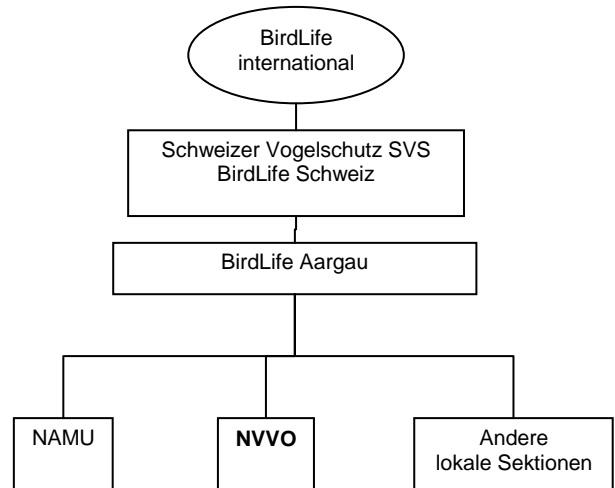 BirdLife
international
Schweizer Vogelschutz SVS
BirdLife Schweiz
BirdLife Aargau
NAMU
NVVO
Andere
lokale Sektionen